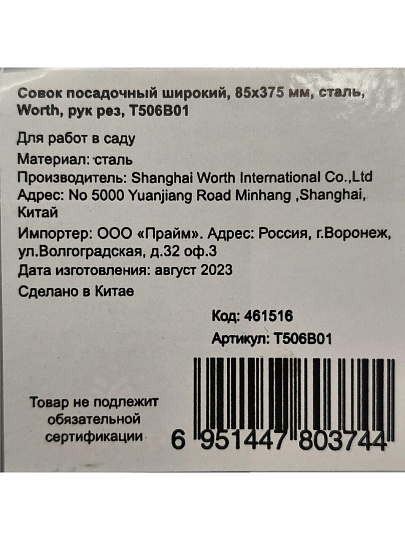 Совок посадочный широкий, 85х375 мм, сталь,
Worth, рук рез, T506B01
Для работ в саду
Материал: сталь
Производитель: Shanghai Worth International Co.,Ltd
Адрес: No 5000 Yuanjiang Road Minhang ,Shanghai,
Китай
Импортер: ООО «Прайм». Адрес: Россия, г.Воронеж,
ул.Волгоградская, д.32 оф.3
Дата изготовления: август 2023
Сделано в Китае
Код: 461516
Артикул: T506B01
Товар не подлежит
обязательной
сертификации
6 951447 803744